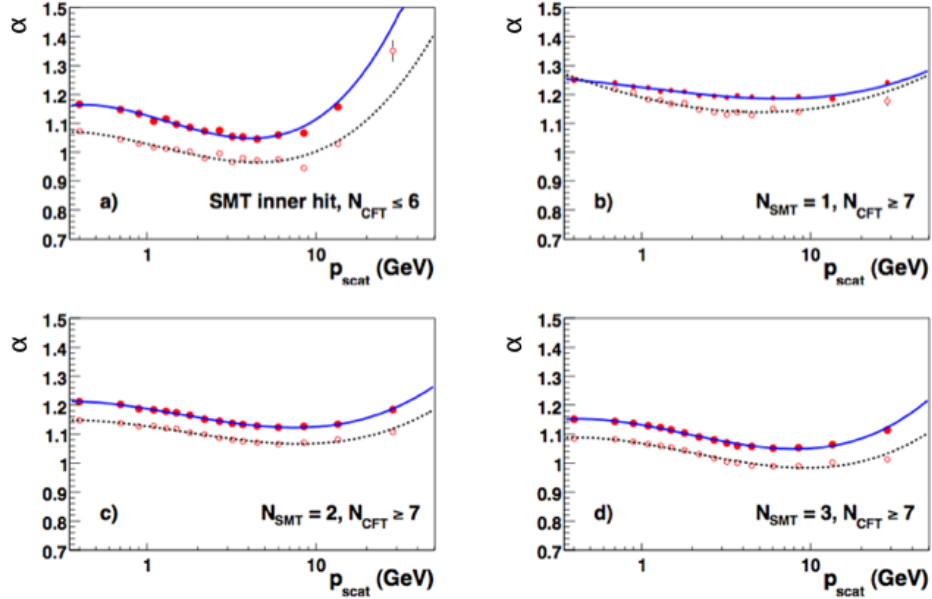 α
1.5
1.4
1.3
1.2
1.1
1
0.9
0.8
0.7
a)
SMT inner hit, N_CFT ≤ 6
1
10
p_scat (GeV)
α
1.5
1.4
1.3
1.2
1.1
1
0.9
0.8
0.7
b)
N_SMT = 1, N_CFT ≥ 7
1
10
p_scat (GeV)
α
1.5
1.4
1.3
1.2
1.1
1
0.9
0.8
0.7
c)
N_SMT = 2, N_CFT ≥ 7
1
10
p_scat (GeV)
α
1.5
1.4
1.3
1.2
1.1
1
0.9
0.8
0.7
d)
N_SMT = 3, N_CFT ≥ 7
1
10
p_scat (GeV)